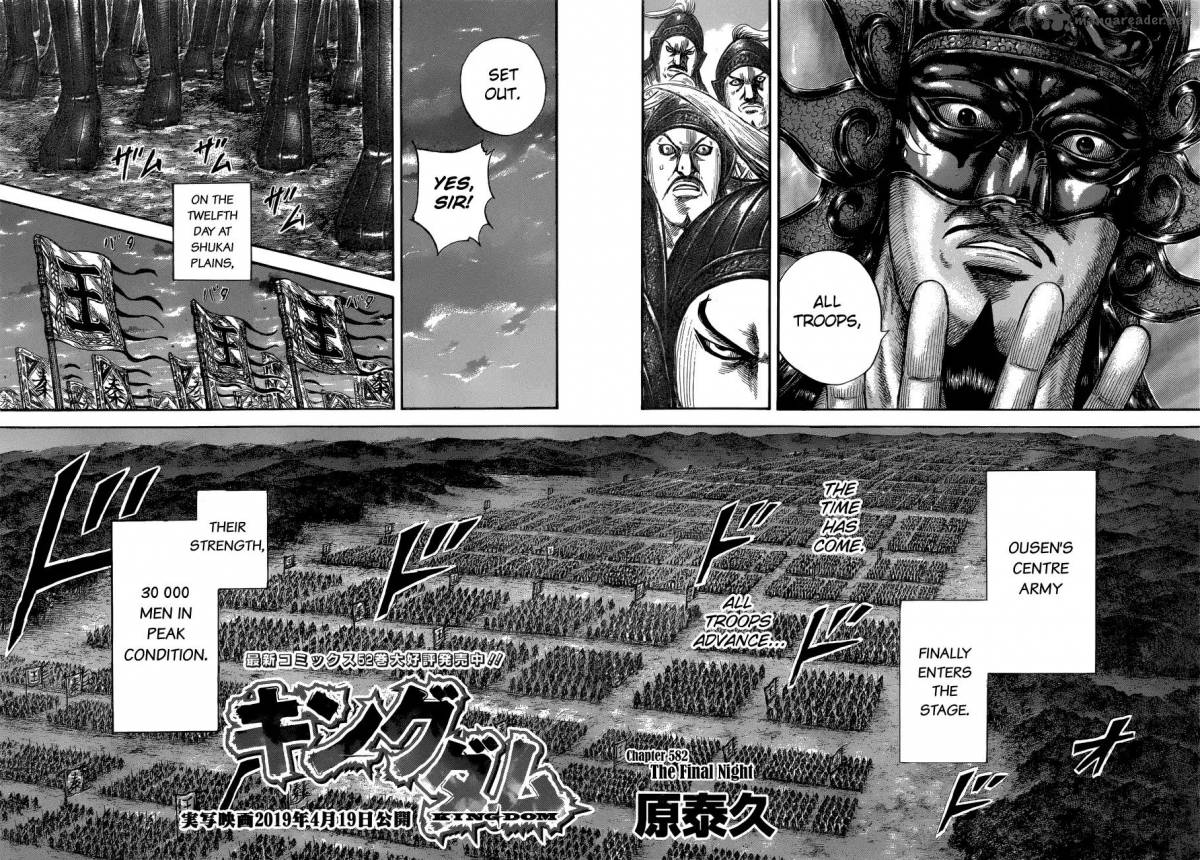 mangareader.net
ALL
TROOPS,
SET
OUT.
YES,
SIR!
ザム
ザム
ザム
ON THE
TWELFTH
DAY AT
SHUKAI
PLAINS,
バタ
バタ
王
王
王
秦
秦
秦
OUSEN'S
CENTRE
ARMY
FINALLY
ENTERS
THE
STAGE.
THE
TIME
HAS
COME.
ALL
TROOPS
ADVANCE...
ド
ド
ド
ド
ド
オ
THEIR
STRENGTH,
30 000
MEN IN
PEAK
CONDITION.
最新コミックス52巻大好評発売中!!
キングダム
KINGDOM
実写映画2019年4月19日公開
Chapter 582
The Final Night
原泰久